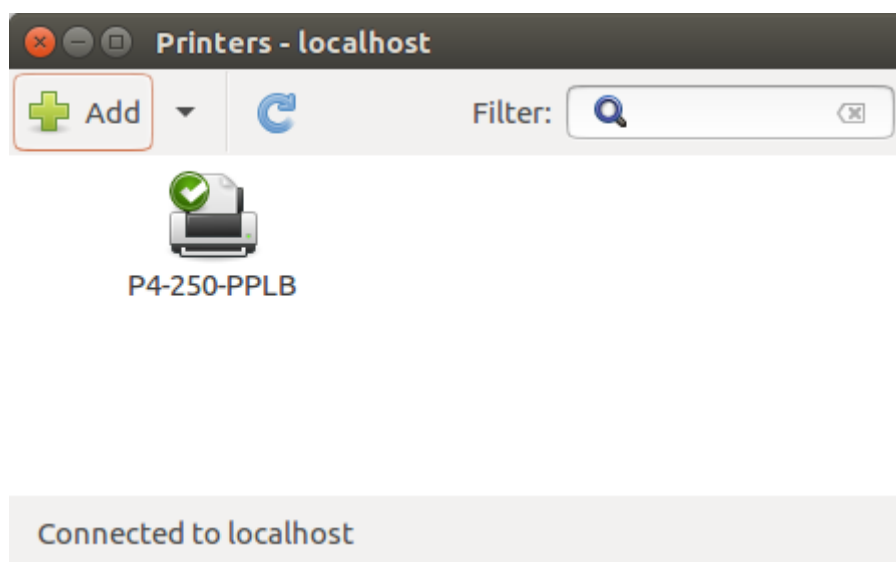 Printers - localhost
Add Filter:
P4-250-PPLB
Connected to localhost